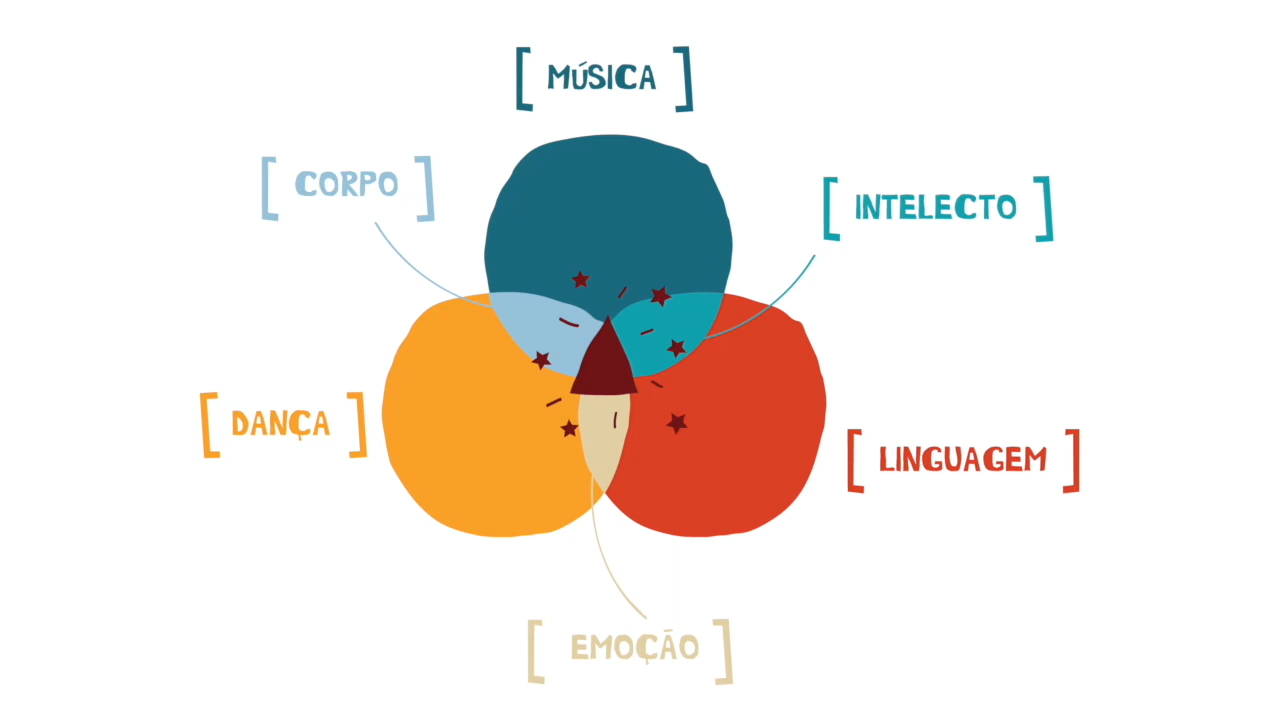 [ MÚSICA ]
[ CORPO ]
[ INTELECTO ]
[ DANÇA ]
[ LINGUAGEM ]
[ EMOÇÃO ]